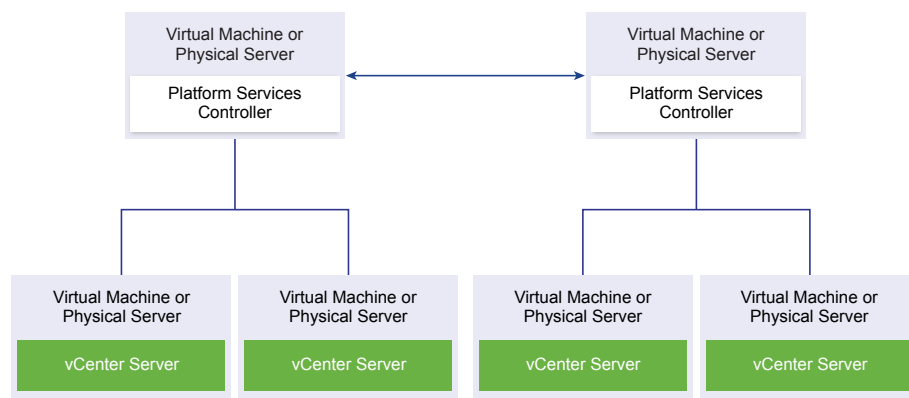 Virtual Machine or
Physical Server
Platform Services
Controller
Virtual Machine or
Physical Server
Platform Services
Controller
Virtual Machine or
Physical Server
vCenter Server
Virtual Machine or
Physical Server
vCenter Server
Virtual Machine or
Physical Server
vCenter Server
Virtual Machine or
Physical Server
vCenter Server